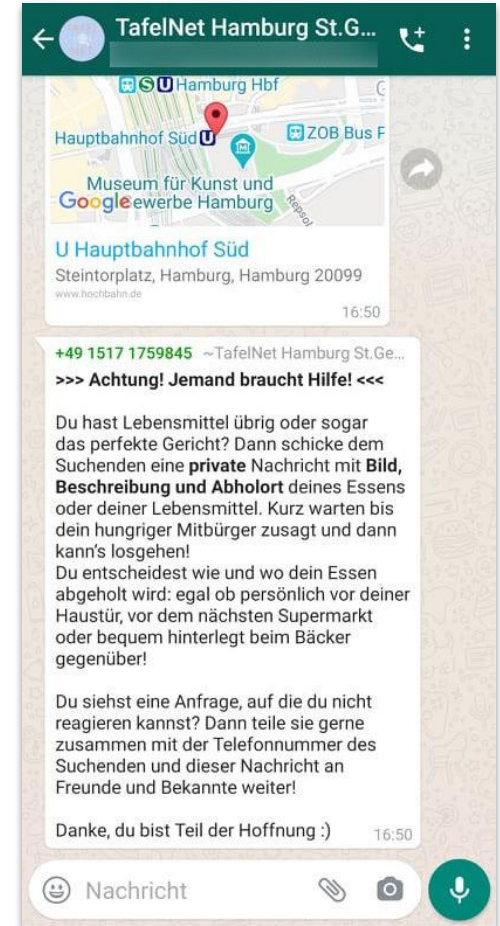 TafelNet Hamburg St.G...
Hamburg Hbf
Hauptbahnhof Süd
ZOB Bus F
Museum für Kunst und
Google ewerbe Hamburg
Repsol
U Hauptbahnhof Süd
Steintorplatz, Hamburg, Hamburg 20099
www.hochbahn.de
16:50
+49 1517 1759845 ~TafelNet Hamburg St.Ge...
>>> Achtung! Jemand braucht Hilfe! <<<
Du hast Lebensmittel übrig oder sogar
das perfekte Gericht? Dann schicke dem
Suchenden eine private Nachricht mit Bild,
Beschreibung und Abholort deines Essens
oder deiner Lebensmittel. Kurz warten bis
dein hungriger Mitbürger zusagt und dann
kann's losgehen!
Du entscheidest wie und wo dein Essen
abgeholt wird: egal ob persönlich vor deiner
Haustür, vor dem nächsten Supermarkt
oder bequem hinterlegt beim Bäcker
gegenüber!
Du siehst eine Anfrage, auf die du nicht
reagieren kannst? Dann teile sie gerne
zusammen mit der Telefonnummer des
Suchenden und dieser Nachricht an
Freunde und Bekannte weiter!
Danke, du bist Teil der Hoffnung :)
16:50
Nachricht